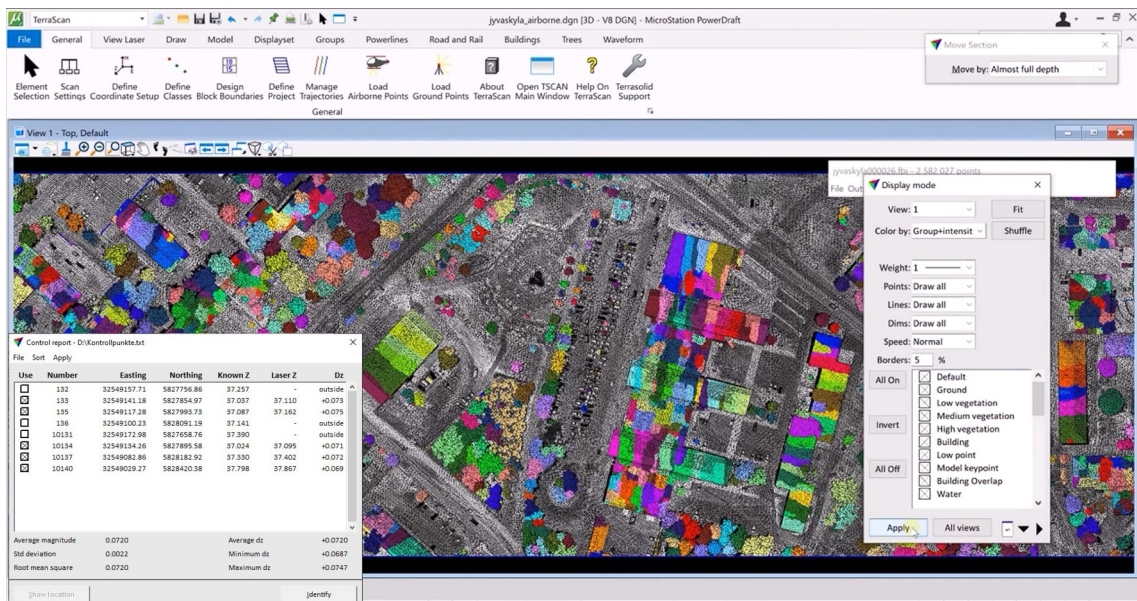 TerraScan
jyvaskyla_airborne.dgn [3D - V8 DGN] - MicroStation PowerDraft
File General View Laser Draw Model Displayset Groups Powerlines Road and Rail Buildings Trees Waveform
Element Selection
Scan Settings
Define Coordinate Setup
Define Classes
Design Block Boundaries
Define Project
Manage Trajectories
Load Airborne Points
Load Ground Points
About TerraScan
Open TSCAN Main Window
Help On TerraScan
Terrasolid Support
General
Move Section
Move by: Almost full depth
View 1 - Top, Default
jyvaskyla000026.fbi - 2 582 027 points
File Out
Display mode
View: 1 Fit
Color by: Group+intensit Shuffle
Weight: 1
Points: Draw all
Lines: Draw all
Dims: Draw all
Speed: Normal
Borders: 5 %
All On
Invert
All Off
Default
Ground
Low vegetation
Medium vegetation
High vegetation
Building
Low point
Model keypoint
Building Overlap
Water
Apply All views
Control report - D:\Kontrollpunkte.txt
File Sort Apply
Use Number Easting Northing Known Z Laser Z Dz
132 32549157.71 5827756.86 37.257 - outside
133 32549141.18 5827854.97 37.037 37.110 +0.073
135 32549117.28 5827993.73 37.087 37.162 +0.075
136 32549100.23 5828091.19 37.141 - outside
10131 32549172.98 5827658.76 37.390 - outside
10134 32549134.26 5827895.58 37.024 37.095 +0.071
10137 32549082.86 5828182.92 37.330 37.402 +0.072
10140 32549029.27 5828420.38 37.798 37.867 +0.069
Average magnitude 0.0720 Average dz +0.0720
Std deviation 0.0022 Minimum dz +0.0687
Root mean square 0.0720 Maximum dz +0.0747
Show location Identify